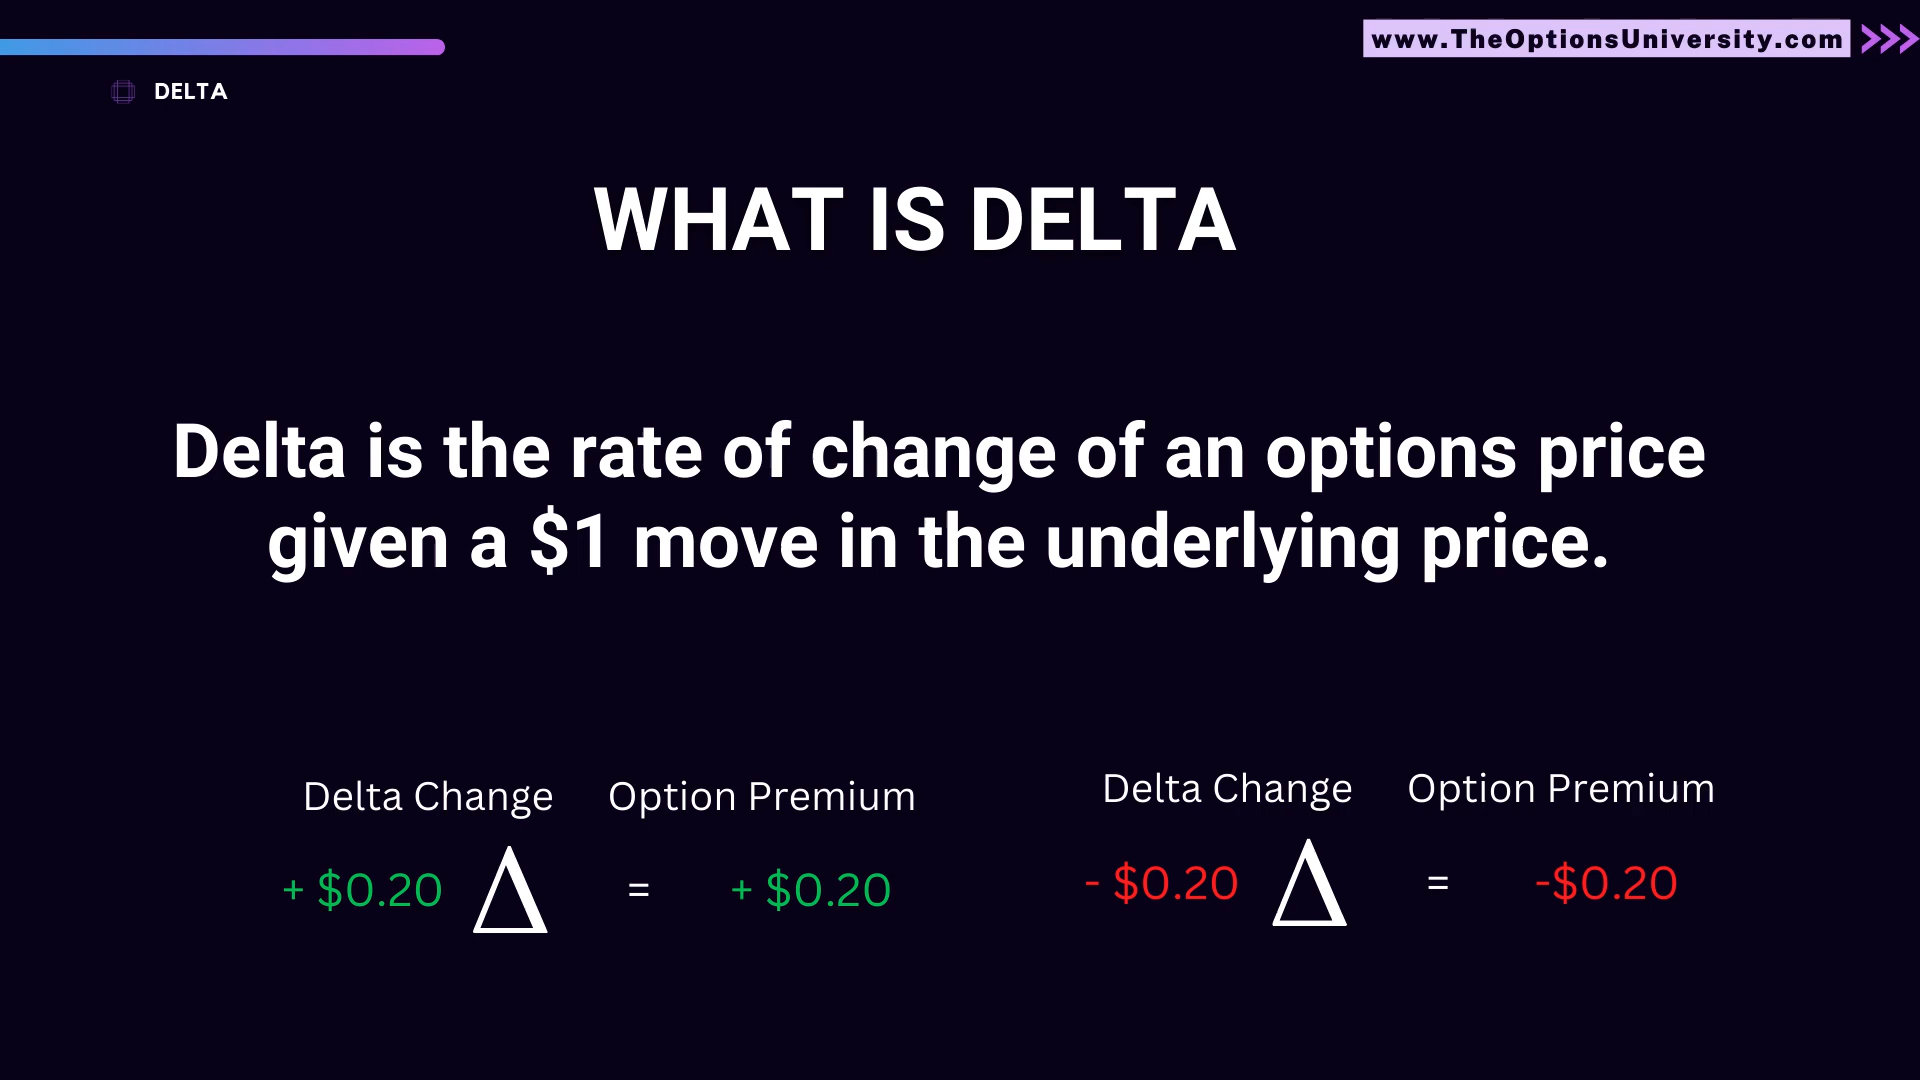 www.TheOptionsUniversity.com
DELTA
WHAT IS DELTA
Delta is the rate of change of an options price
given a $1 move in the underlying price.
Delta Change Option Premium
+ $0.20 Δ = + $0.20
Delta Change Option Premium
- $0.20 Δ = -$0.20